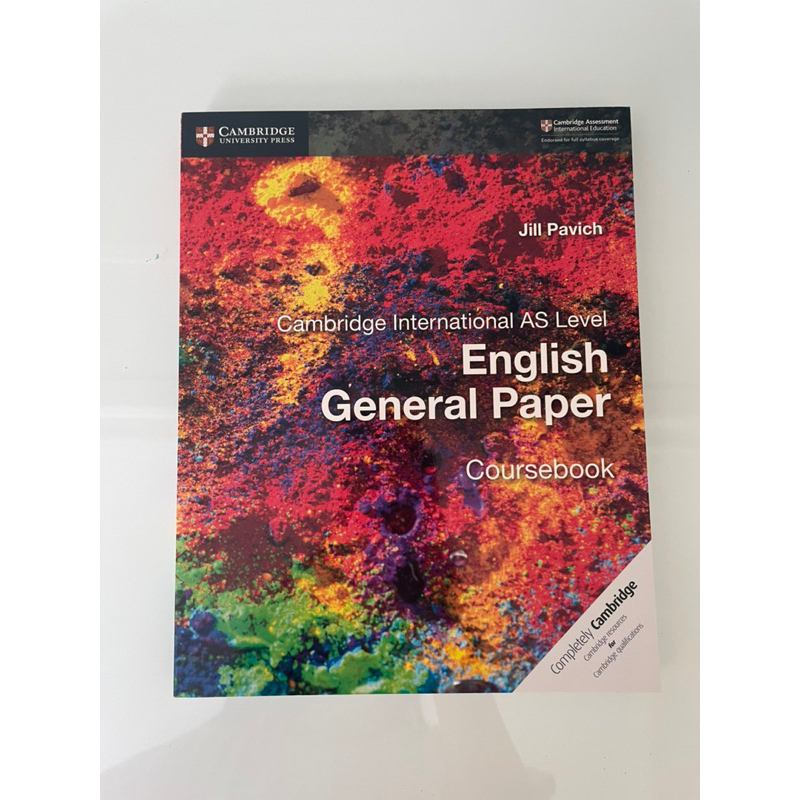 CAMBRIDGE
UNIVERSITY PRESS
Cambridge Assessment
International Education
Endorsed for full syllabus coverage
Jill Pavich
Cambridge International AS Level
English
General Paper
Coursebook
Completely Cambridge
Cambridge resources
for
Cambridge qualifications